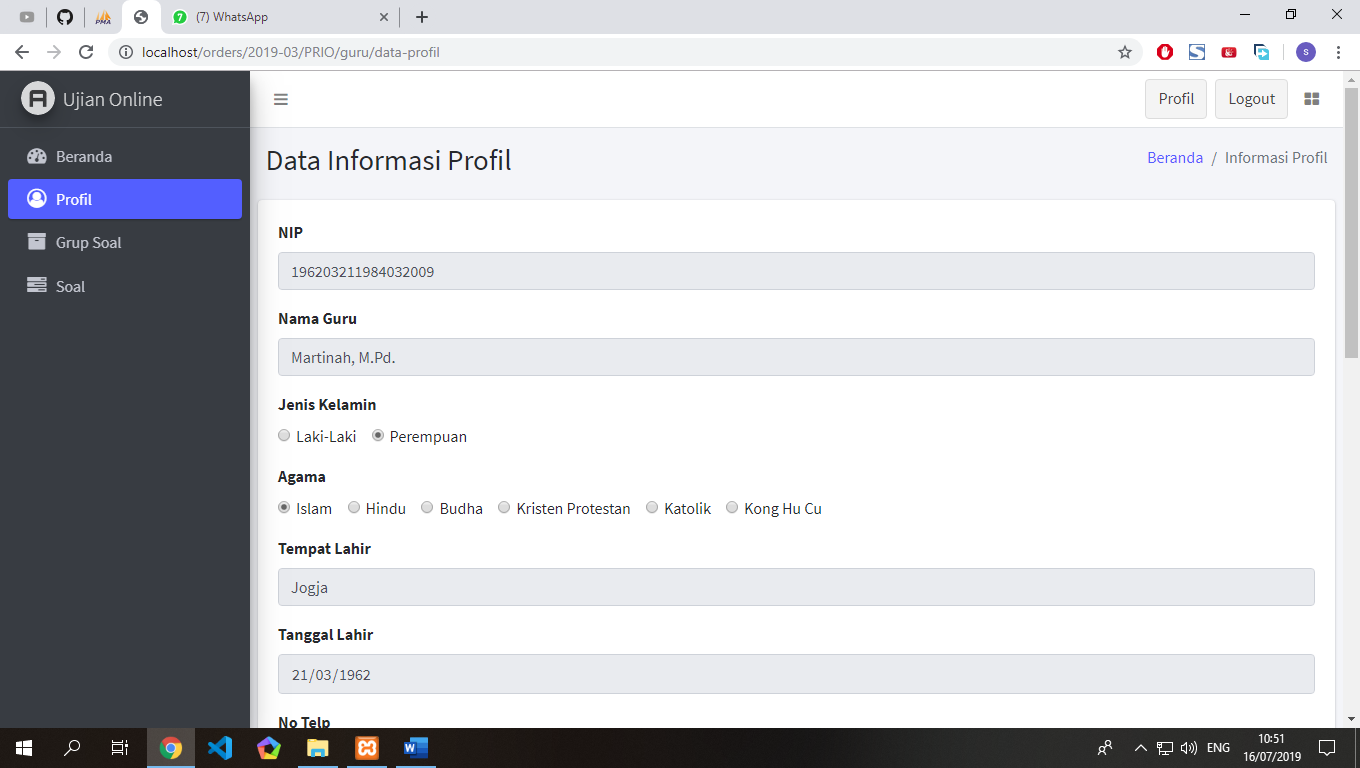 PMA
(7) WhatsApp
localhost/orders/2019-03/PRIO/guru/data-profil
s
Ujian Online
Profil
Logout
Beranda
Profil
Grup Soal
Soal
Data Informasi Profil
Beranda / Informasi Profil
NIP
196203211984032009
Nama Guru
Martinah, M.Pd.
Jenis Kelamin
Laki-Laki Perempuan
Agama
Islam Hindu Budha Kristen Protestan Katolik Kong Hu Cu
Tempat Lahir
Jogja
Tanggal Lahir
21/03/1962
No Telp
ENG
10:51
16/07/2019